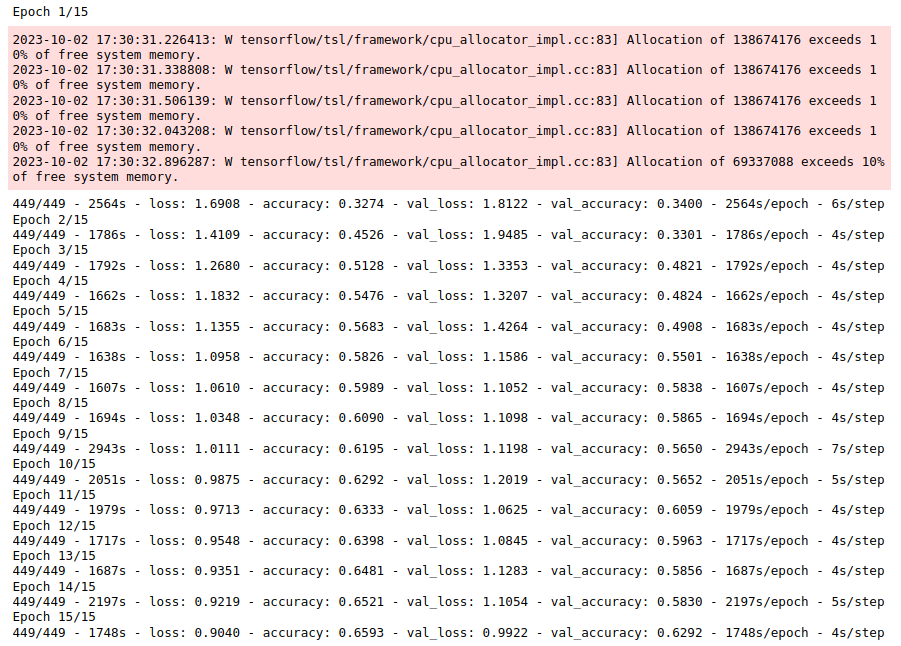 Epoch 1/15
2023-10-02 17:30:31.226413: W tensorflow/tsl/framework/cpu_allocator_impl.cc:83] Allocation of 138674176 exceeds 1
0% of free system memory.
2023-10-02 17:30:31.338808: W tensorflow/tsl/framework/cpu_allocator_impl.cc:83] Allocation of 138674176 exceeds 1
0% of free system memory.
2023-10-02 17:30:31.506139: W tensorflow/tsl/framework/cpu_allocator_impl.cc:83] Allocation of 138674176 exceeds 1
0% of free system memory.
2023-10-02 17:30:32.043208: W tensorflow/tsl/framework/cpu_allocator_impl.cc:83] Allocation of 138674176 exceeds 1
0% of free system memory.
2023-10-02 17:30:32.896287: W tensorflow/tsl/framework/cpu_allocator_impl.cc:83] Allocation of 69337088 exceeds 10%
of free system memory.
449/449 - 2564s - loss: 1.6908 - accuracy: 0.3274 - val_loss: 1.8122 - val_accuracy: 0.3400 - 2564s/epoch - 6s/step
Epoch 2/15
449/449 - 1786s - loss: 1.4109 - accuracy: 0.4526 - val_loss: 1.9485 - val_accuracy: 0.3301 - 1786s/epoch - 4s/step
Epoch 3/15
449/449 - 1792s - loss: 1.2680 - accuracy: 0.5128 - val_loss: 1.3353 - val_accuracy: 0.4821 - 1792s/epoch - 4s/step
Epoch 4/15
449/449 - 1662s - loss: 1.1832 - accuracy: 0.5476 - val_loss: 1.3207 - val_accuracy: 0.4824 - 1662s/epoch - 4s/step
Epoch 5/15
449/449 - 1683s - loss: 1.1355 - accuracy: 0.5683 - val_loss: 1.4264 - val_accuracy: 0.4908 - 1683s/epoch - 4s/step
Epoch 6/15
449/449 - 1638s - loss: 1.0958 - accuracy: 0.5826 - val_loss: 1.1586 - val_accuracy: 0.5501 - 1638s/epoch - 4s/step
Epoch 7/15
449/449 - 1607s - loss: 1.0610 - accuracy: 0.5989 - val_loss: 1.1052 - val_accuracy: 0.5838 - 1607s/epoch - 4s/step
Epoch 8/15
449/449 - 1694s - loss: 1.0348 - accuracy: 0.6090 - val_loss: 1.1098 - val_accuracy: 0.5865 - 1694s/epoch - 4s/step
Epoch 9/15
449/449 - 2943s - loss: 1.0111 - accuracy: 0.6195 - val_loss: 1.1198 - val_accuracy: 0.5650 - 2943s/epoch - 7s/step
Epoch 10/15
449/449 - 2051s - loss: 0.9875 - accuracy: 0.6292 - val_loss: 1.2019 - val_accuracy: 0.5652 - 2051s/epoch - 5s/step
Epoch 11/15
449/449 - 1979s - loss: 0.9713 - accuracy: 0.6333 - val_loss: 1.0625 - val_accuracy: 0.6059 - 1979s/epoch - 4s/step
Epoch 12/15
449/449 - 1717s - loss: 0.9548 - accuracy: 0.6398 - val_loss: 1.0845 - val_accuracy: 0.5963 - 1717s/epoch - 4s/step
Epoch 13/15
449/449 - 1687s - loss: 0.9351 - accuracy: 0.6481 - val_loss: 1.1283 - val_accuracy: 0.5856 - 1687s/epoch - 4s/step
Epoch 14/15
449/449 - 2197s - loss: 0.9219 - accuracy: 0.6521 - val_loss: 1.1054 - val_accuracy: 0.5830 - 2197s/epoch - 5s/step
Epoch 15/15
449/449 - 1748s - loss: 0.9040 - accuracy: 0.6593 - val_loss: 0.9922 - val_accuracy: 0.6292 - 1748s/epoch - 4s/step